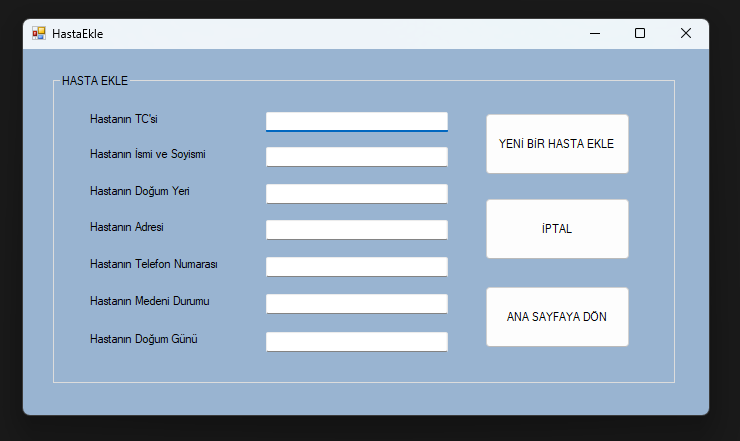 HastaEkle
HASTA EKLE
Hastanın TC'si
Hastanın İsmi ve Soyismi
Hastanın Doğum Yeri
Hastanın Adresi
Hastanın Telefon Numarası
Hastanın Medeni Durumu
Hastanın Doğum Günü
YENİ BİR HASTA EKLE
İPTAL
ANA SAYFAYA DÖN